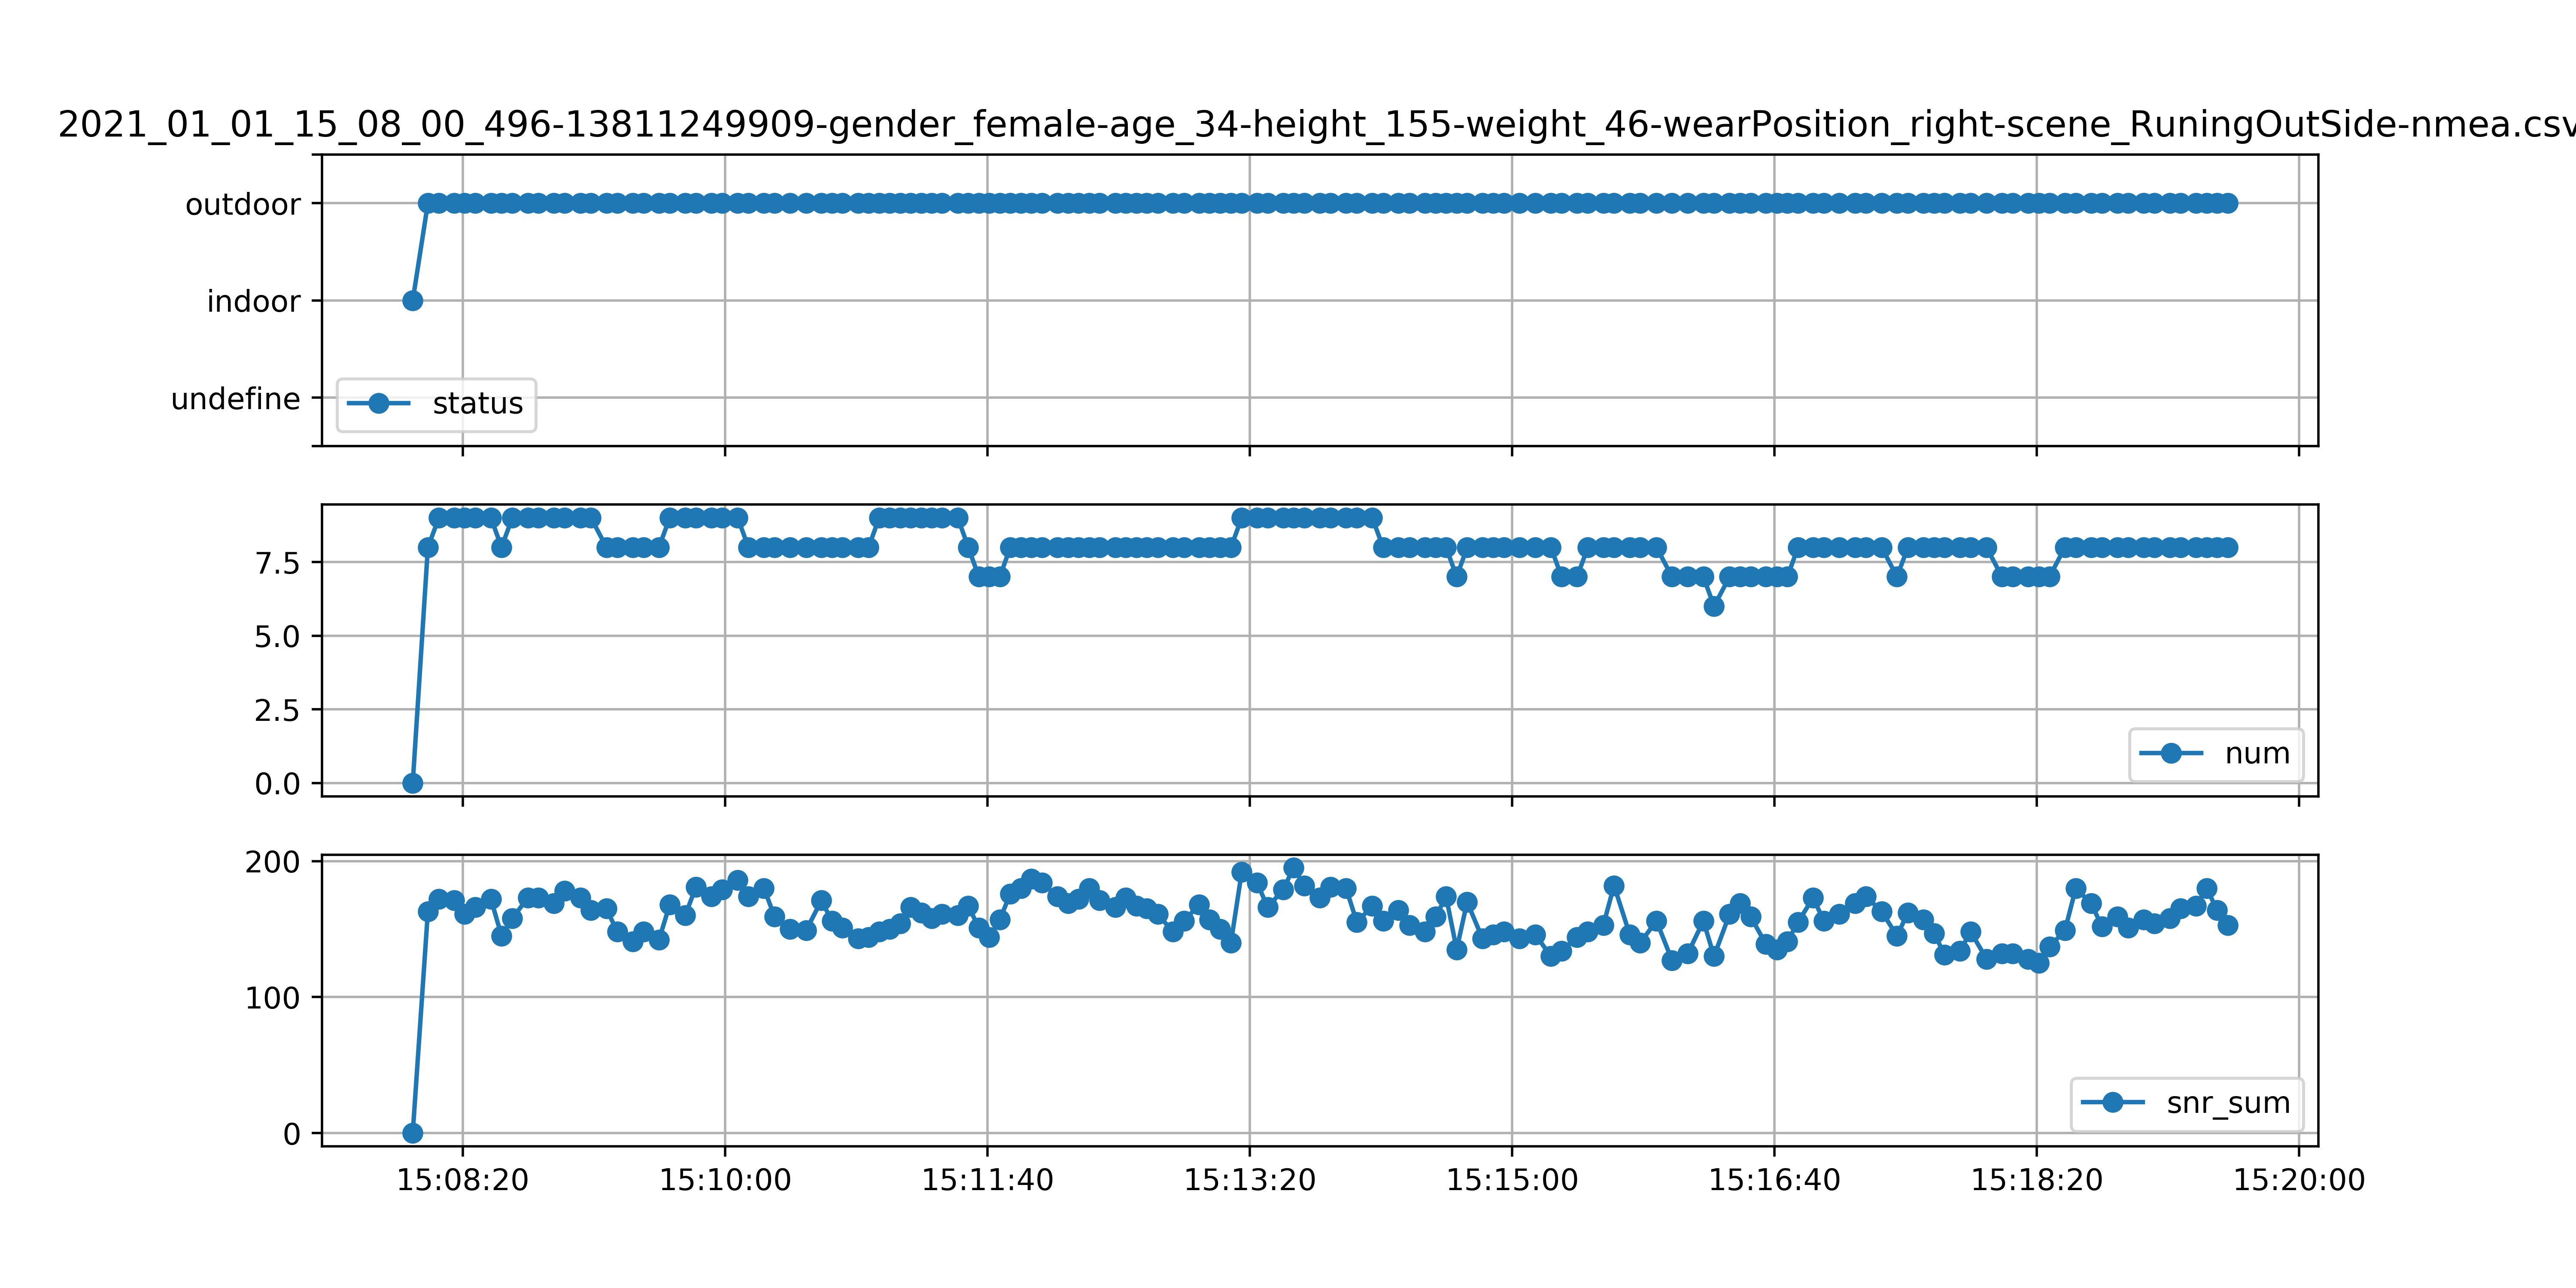 2021_01_01_15_08_00_496-13811249909-gender_female-age_34-height_155-weight_46-wearPosition_right-scene_RuningOutSide-nmea.csv
outdoor
indoor
undefine
status
7.5
5.0
2.5
0.0
num
200
100
0
snr_sum
15:08:20 15:10:00 15:11:40 15:13:20 15:15:00 15:16:40 15:18:20 15:20:00